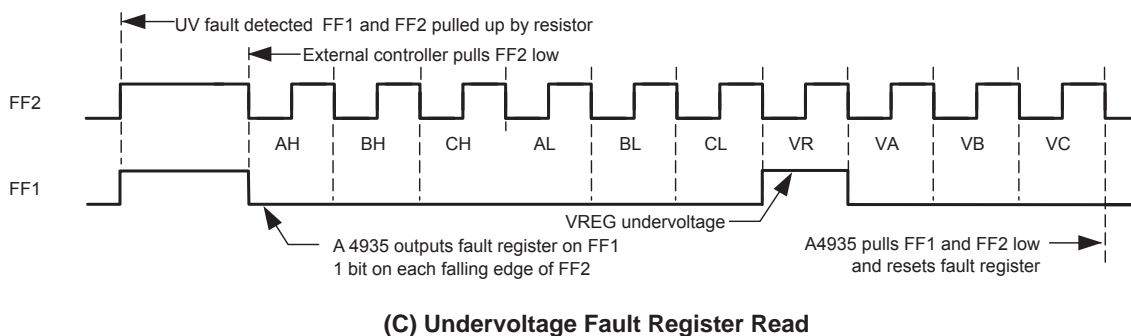 UV fault detected FF1 and FF2 pulled up by resistor
External controller pulls FF2 low
FF2
AH BH CH AL BL CL VR VA VB VC
FF1
VREG undervoltage
A 4935 outputs fault register on FF1
1 bit on each falling edge of FF2
A4935 pulls FF1 and FF2 low
and resets fault register
(C) Undervoltage Fault Register Read